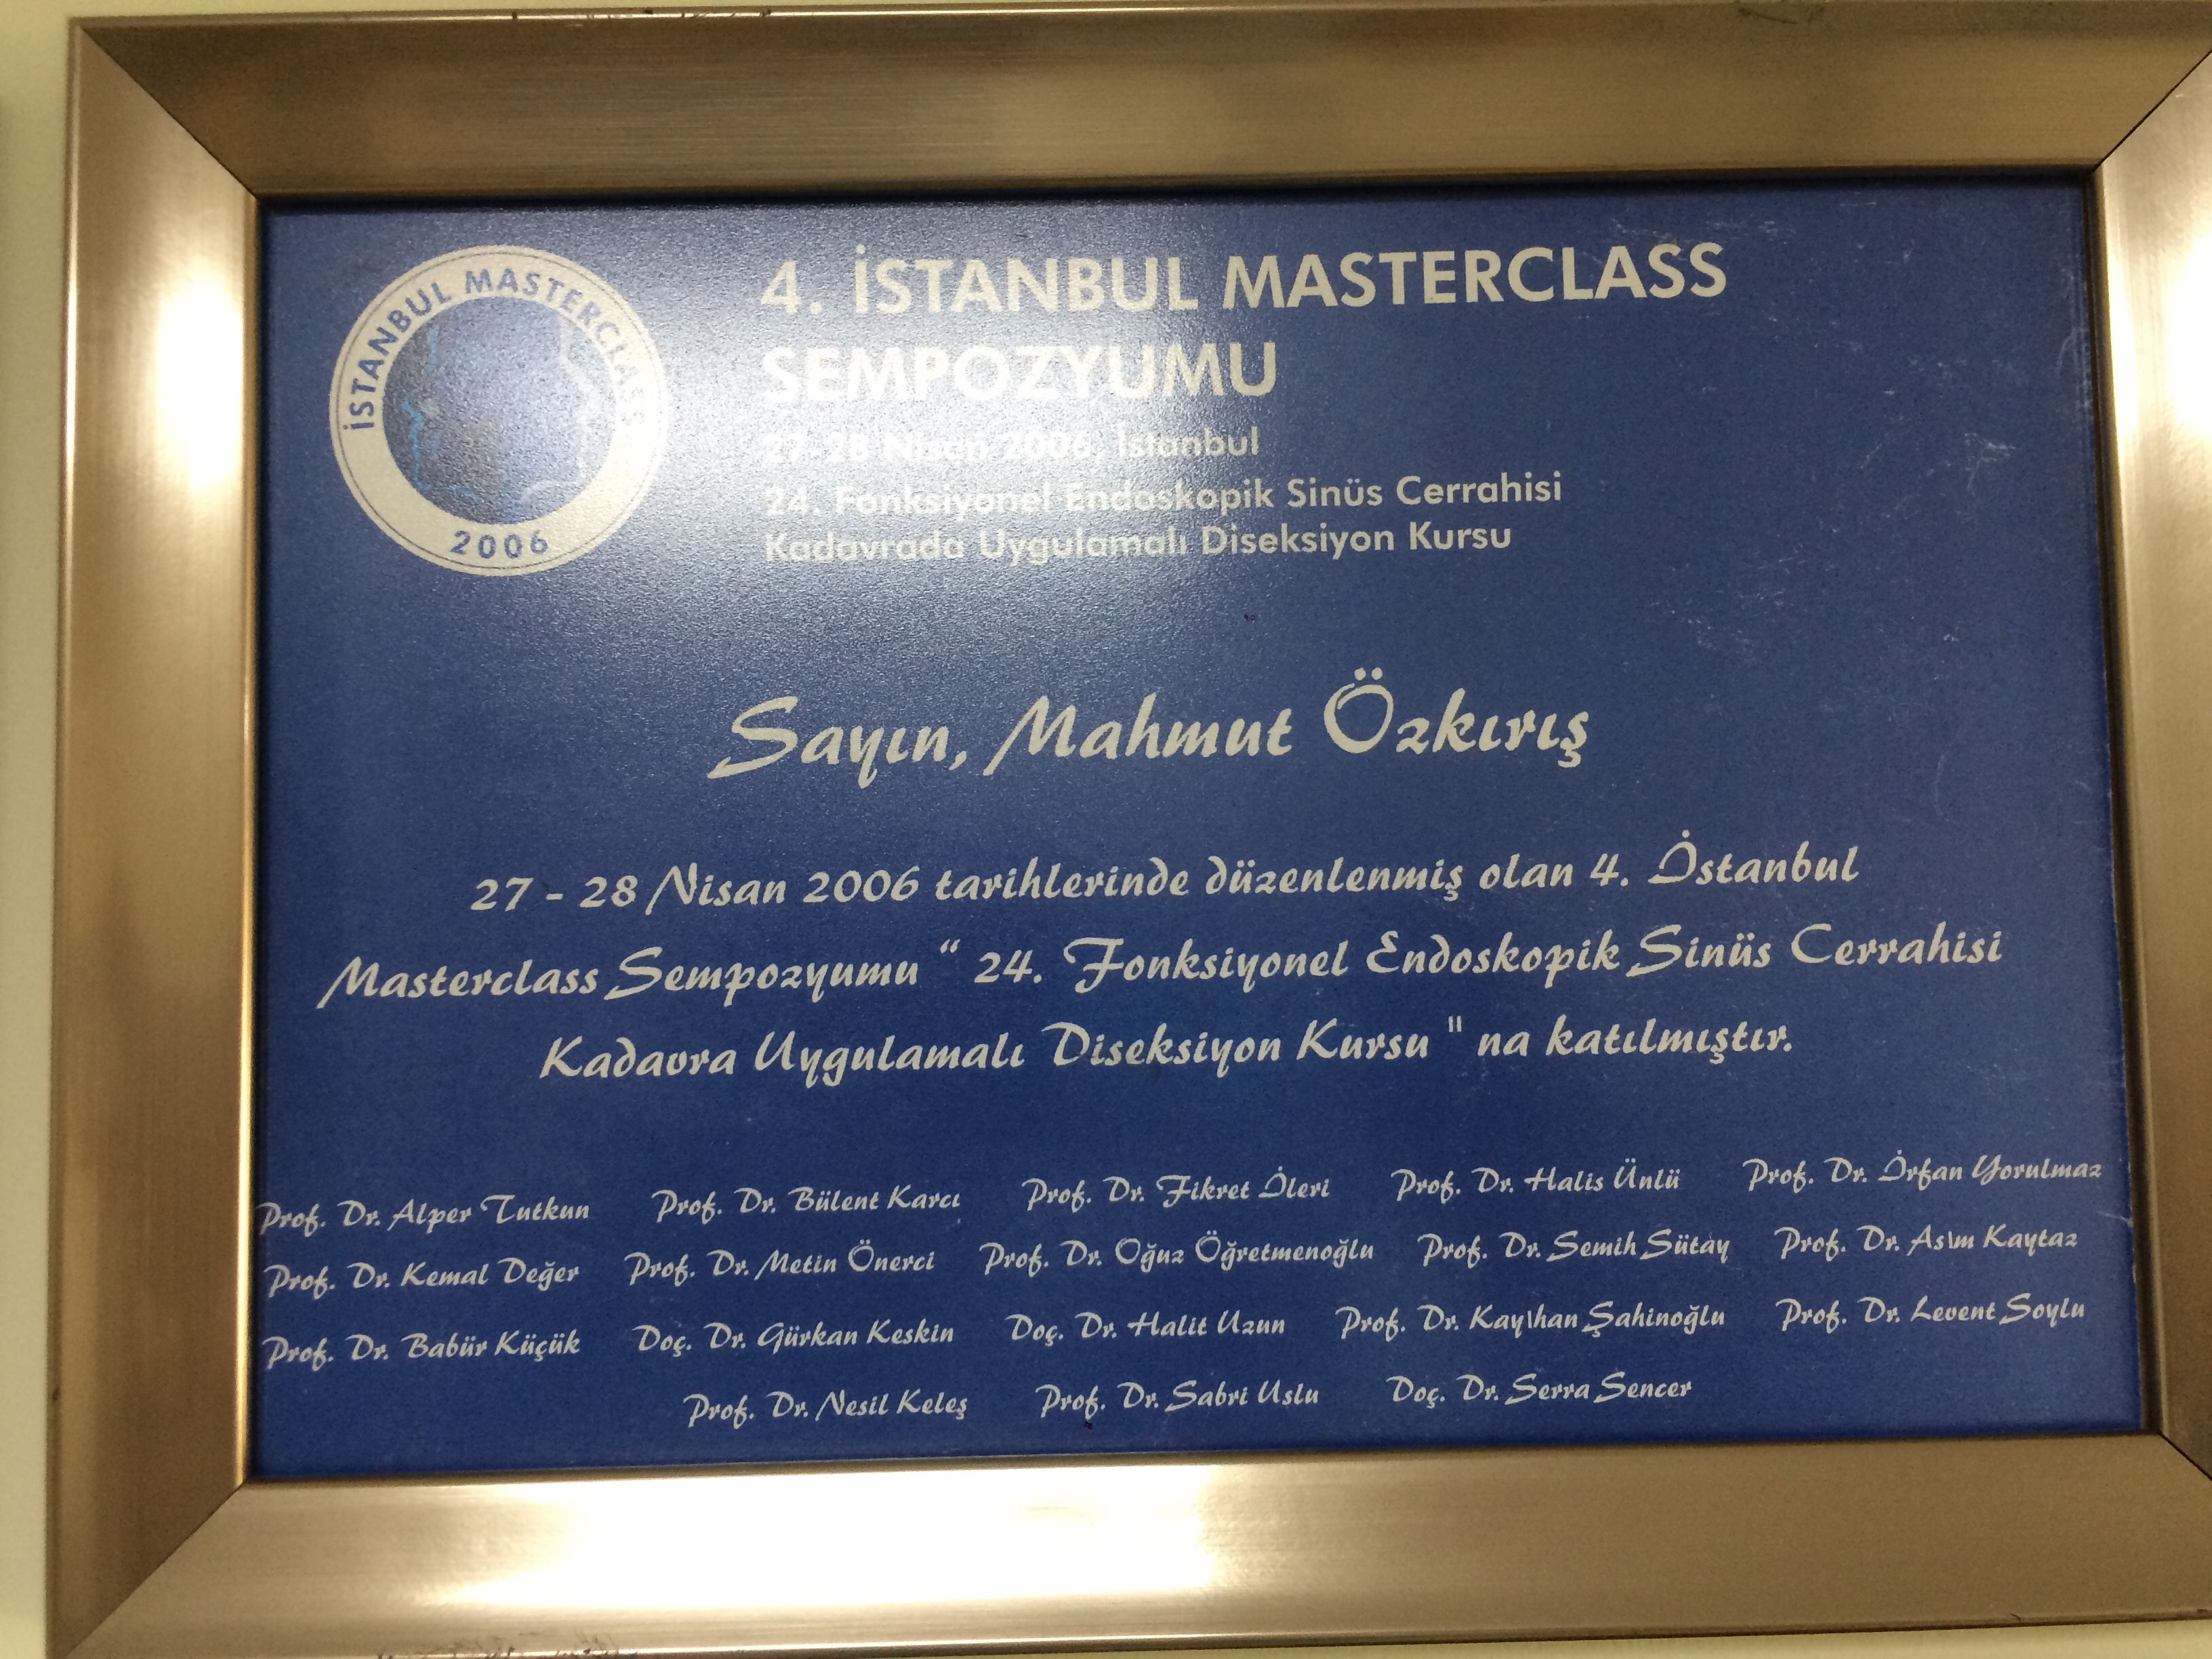 İSTANBUL MASTERCLASS
2006
4. İSTANBUL MASTERCLASS
SEMPOZYUMU
27-28 Nisan 2006, İstanbul
24. Fonksiyonel Endoskopik Sinüs Cerrahisi
Kadavrada Uygulamalı Diseksiyon Kursu
Sayın, Mahmut Özkırış
27 - 28 Nisan 2006 tarihlerinde düzenlenmiş olan 4. İstanbul
Masterclass Sempozyumu “ 24. Fonksiyonel Endoskopik Sinüs Cerrahisi
Kadavra Uygulamalı Diseksiyon Kursu " na katılmıştır.
Prof. Dr. Alper Tutkun Prof. Dr. Bülent Karcı Prof. Dr. Fikret İleri Prof. Dr. Halis Ünlü Prof. Dr. İrfan Yorulmaz
Prof. Dr. Kemal Değer Prof. Dr. Metin Önerci Prof. Dr. Oğuz Öğretmenoğlu Prof. Dr. Semih Sütay Prof. Dr. As\m Kaytaz
Prof. Dr. Babür Küçük Doç. Dr. Gürkan Keskin Doç. Dr. Halit Uzun Prof. Dr. Kay\han Şahinoğlu Prof. Dr. Levent Soylu
Prof. Dr. Nesil Keleş Prof. Dr. Sabri Uslu Doç. Dr. Serra Sencer